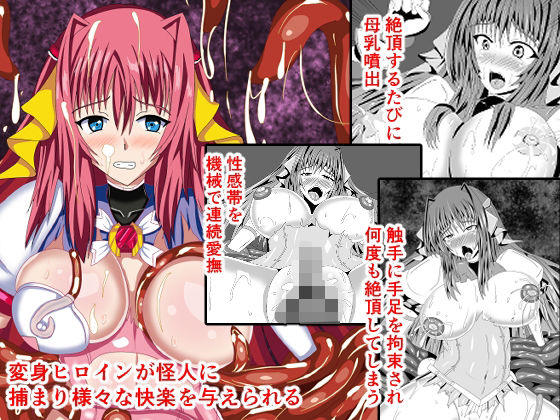 絶頂するたびに
母乳噴出
性感帯を
機械で連続愛撫
触手に手足を拘束され
何度も絶頂してしまう
変身ヒロインが怪人に
捕まり様々な快楽を与えられる